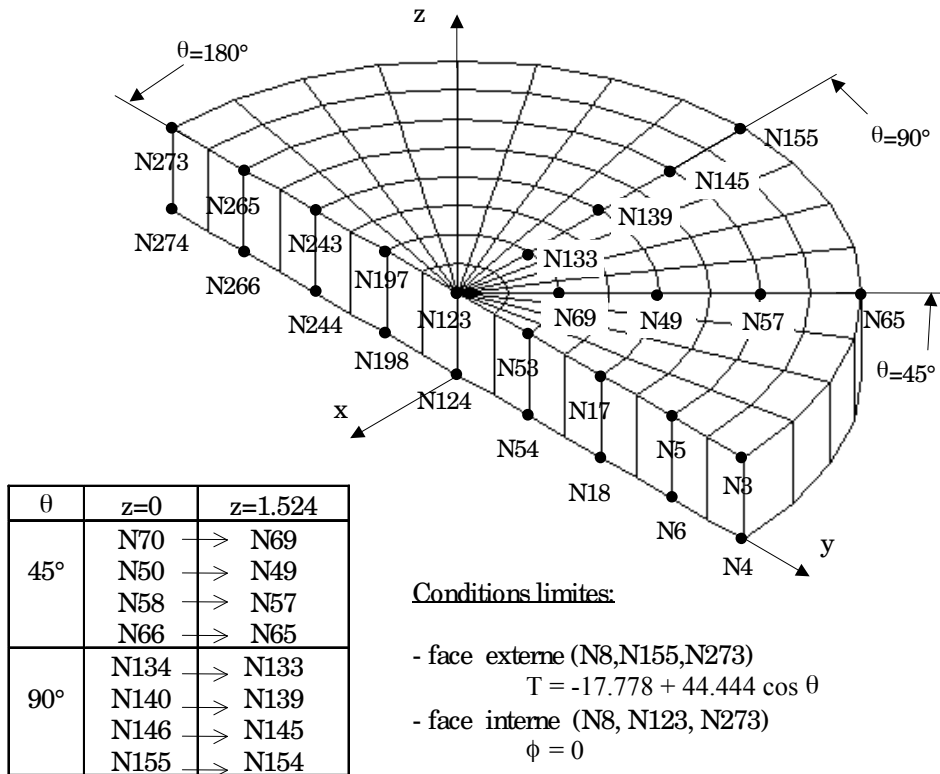 z
θ=180°
N155
θ=90°
N273
N145
N265
N139
N243
N133
N274
N197
N266
N123
N69
N49
N57
N65
N244
N53
θ=45°
N198
N124
N17
x
N5
N54
N3
N18
N6
y
N4
θ z=0 z=1.524
45°
N70 → N69
N50 → N49
N58 → N57
N66 → N65
90°
N134 → N133
N140 → N139
N146 → N145
N155 → N154
Conditions limites:
- face externe (N8,N155,N273)
T = -17.778 + 44.444 cos θ
- face interne (N8, N123, N273)
ϕ = 0